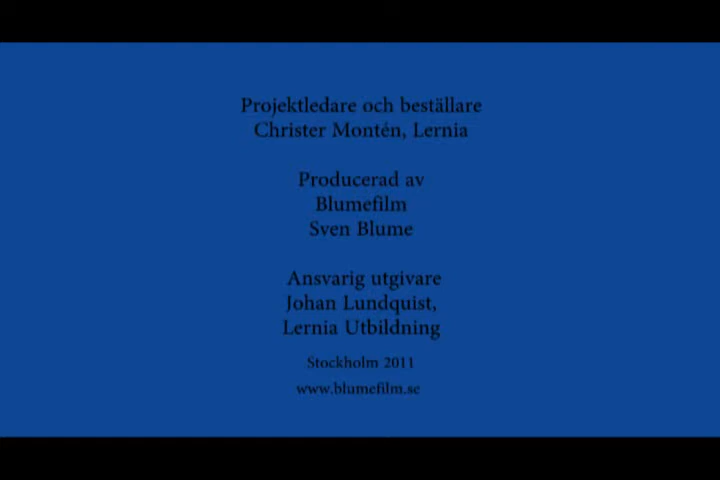 Projektledare och beställare
Christer Montén, Lernia
Producerad av
Blumefilm
Sven Blume
Ansvarig utgivare
Johan Lundquist,
Lernia Utbildning
Stockholm 2011
www.blumefilm.se